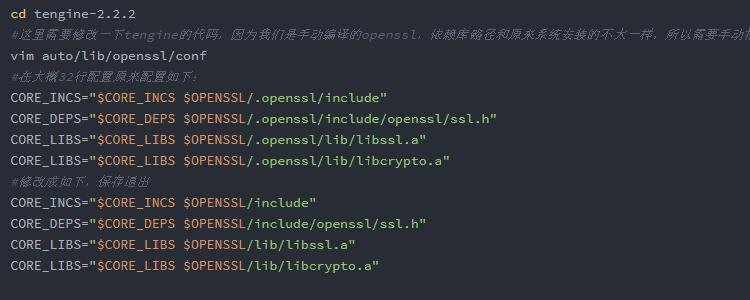 cd tengine-2.2.2
#这里需要修改一下tengine的代码，因为我们是手动编译的openssl，依赖库路径和原来系统安装的不太一样，所以需要手动
vim auto/lib/openssl/conf
#在大概32行配置原来配置如下：
CORE_INCS="$CORE_INCS $OPENSSL/.openssl/include"
CORE_DEPS="$CORE_DEPS $OPENSSL/.openssl/include/openssl/ssl.h"
CORE_LIBS="$CORE_LIBS $OPENSSL/.openssl/lib/libssl.a"
CORE_LIBS="$CORE_LIBS $OPENSSL/.openssl/lib/libcrypto.a"
#修改成如下，保存退出
CORE_INCS="$CORE_INCS $OPENSSL/include"
CORE_DEPS="$CORE_DEPS $OPENSSL/include/openssl/ssl.h"
CORE_LIBS="$CORE_LIBS $OPENSSL/lib/libssl.a"
CORE_LIBS="$CORE_LIBS $OPENSSL/lib/libcrypto.a"